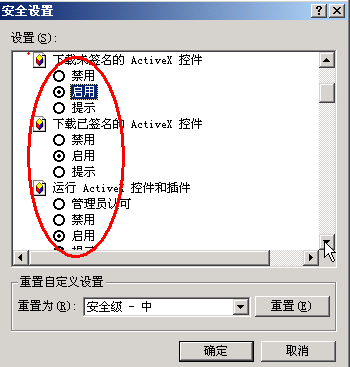 安全设置
设置(S):
下载未签名的 ActiveX 控件
禁用
启用
提示
下载已签名的 ActiveX 控件
禁用
启用
提示
运行 ActiveX 控件和插件
管理员认可
禁用
启用
提示
重置自定义设置
重置为(R): 安全级 - 中 重置(E)
确定 取消